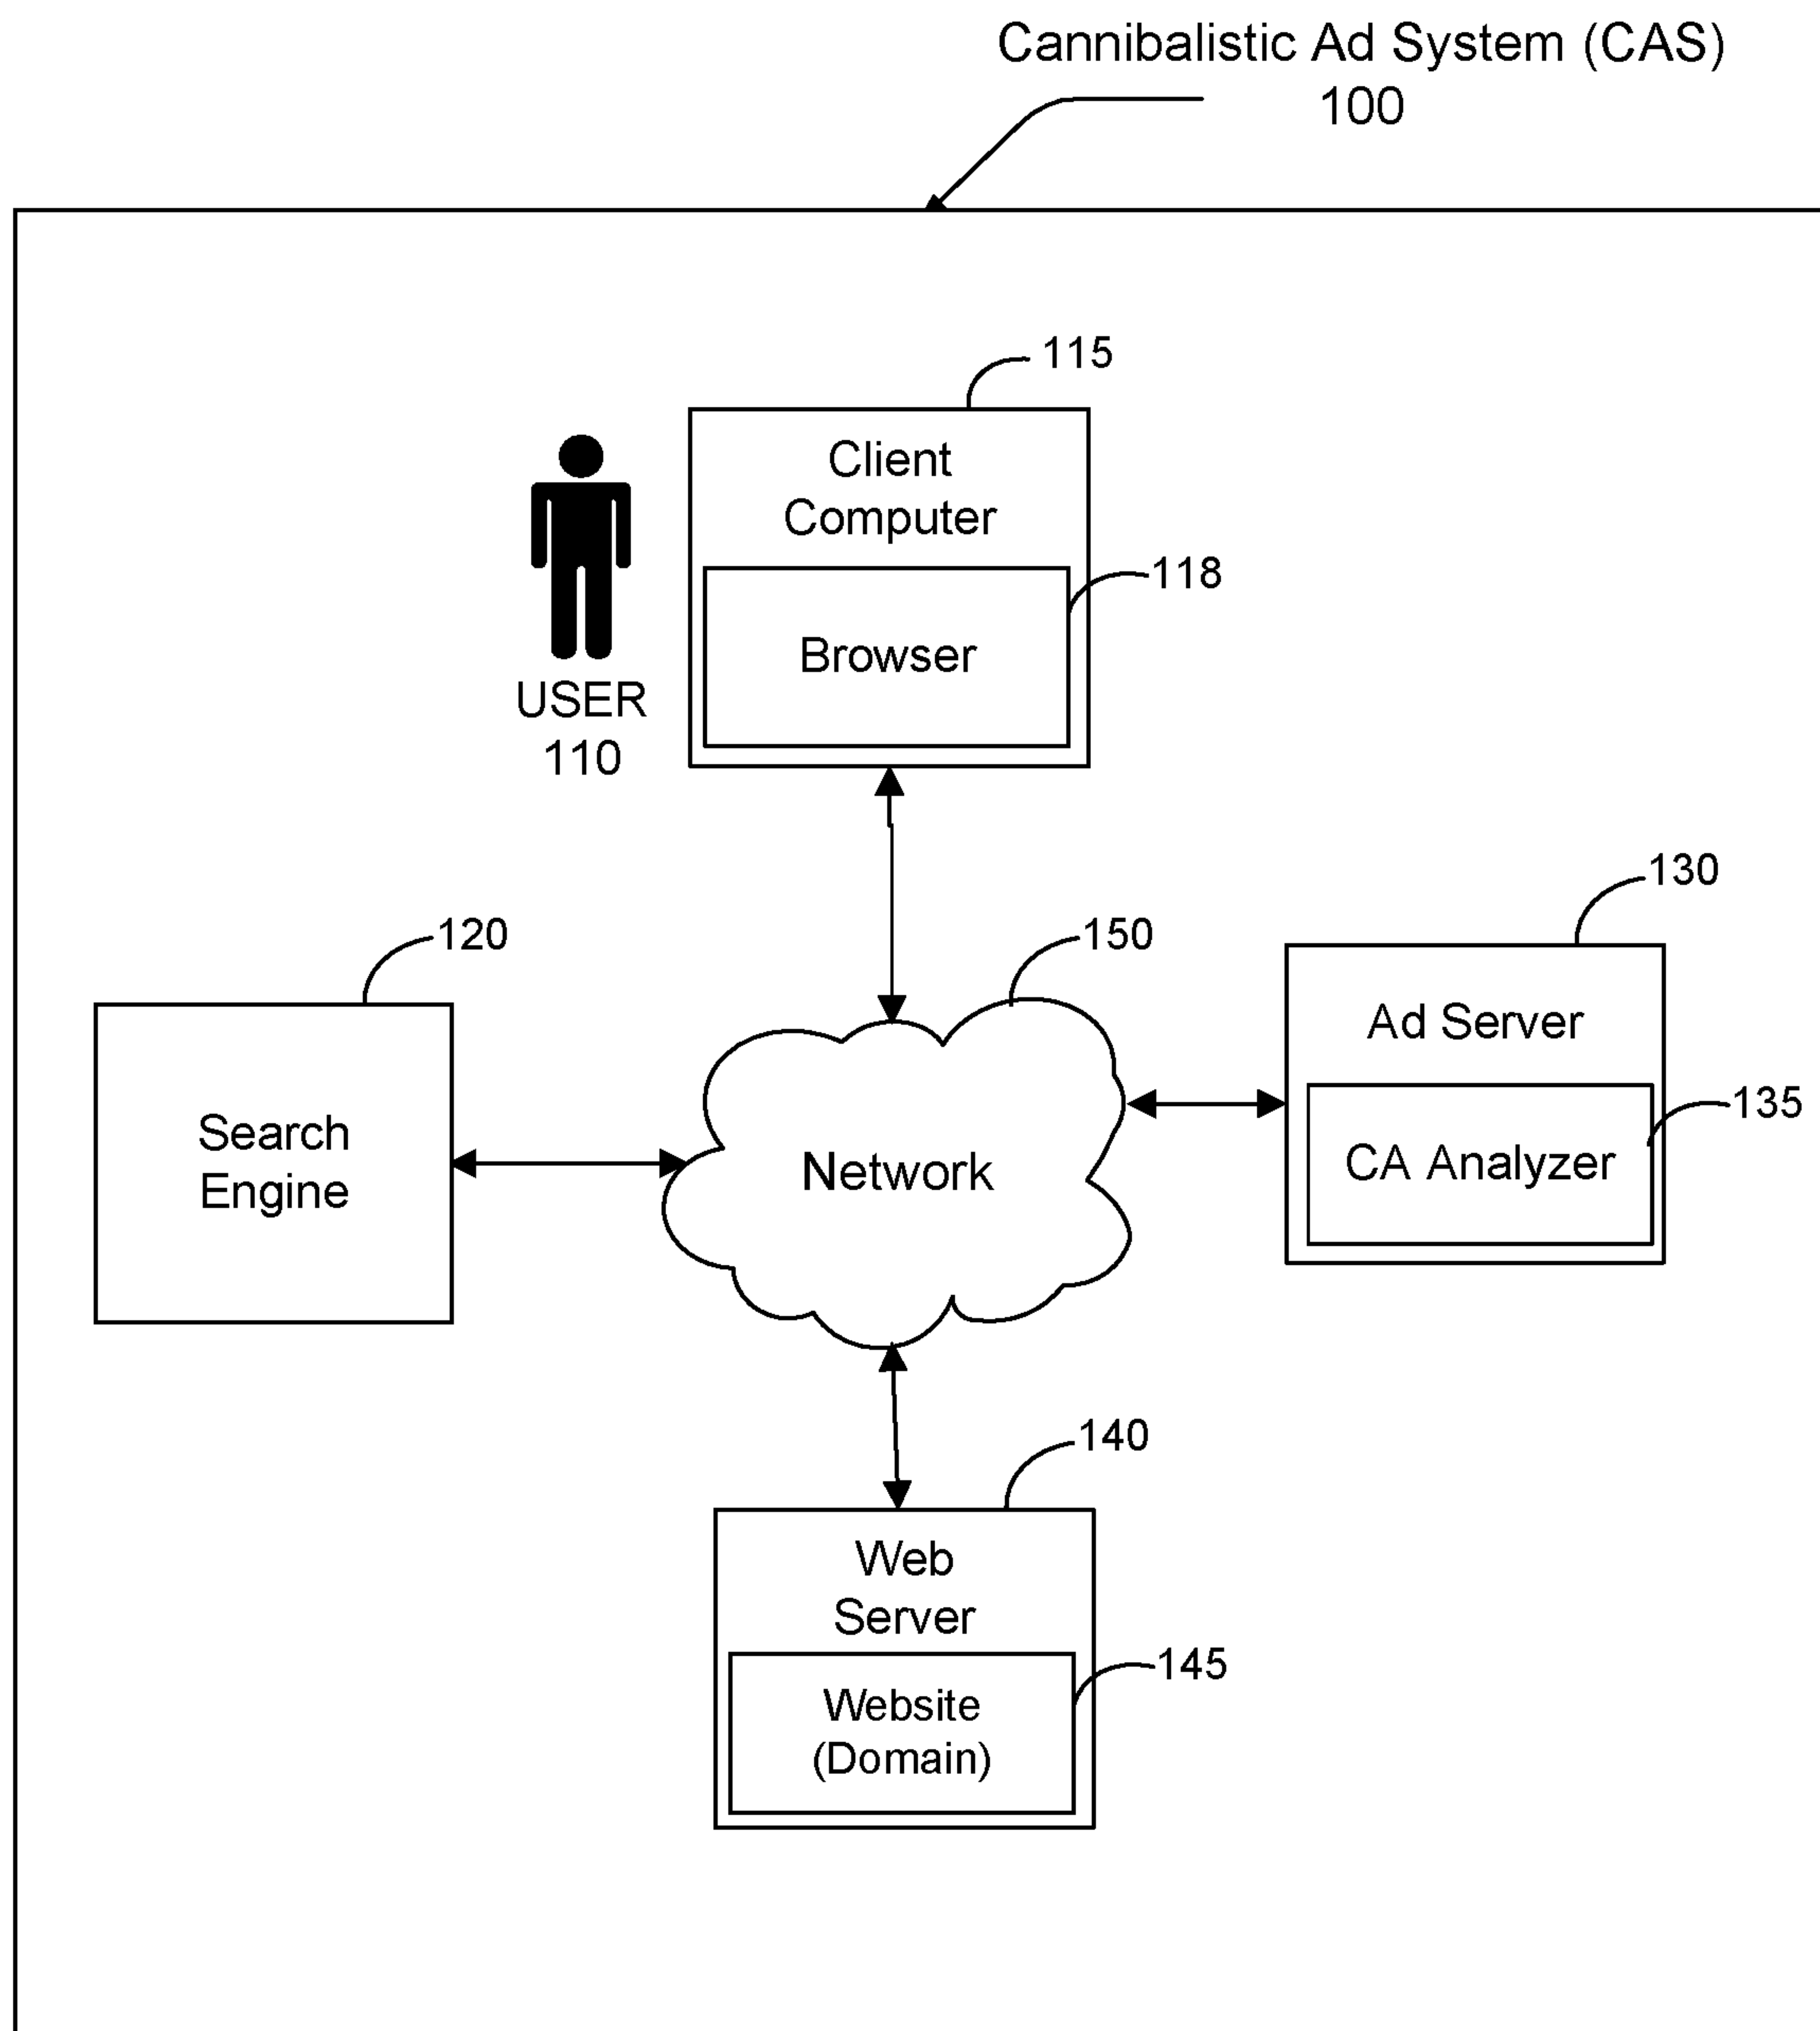 Cannibalistic Ad System (CAS)
100
115
Client
Computer
118
Browser
USER
110
130
120
150
Ad Server
135
CA Analyzer
Search
Engine
Network
140
Web
Server
145
Website
(Domain)